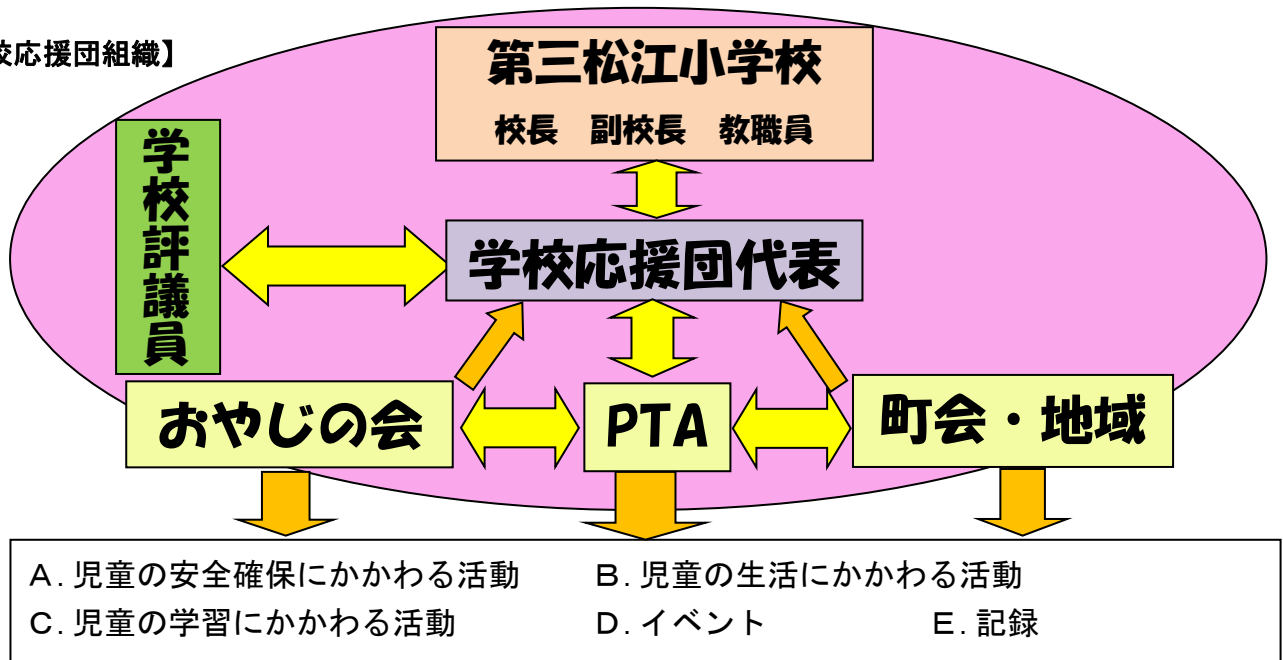 校応援団組織】
第三松江小学校
校長 副校長 教職員
学校評議員
学校応援団代表
おやじの会
PTA
町会・地域
A.児童の安全確保にかかわる活動 B.児童の生活にかかわる活動
C.児童の学習にかかわる活動 D.イベント E.記録